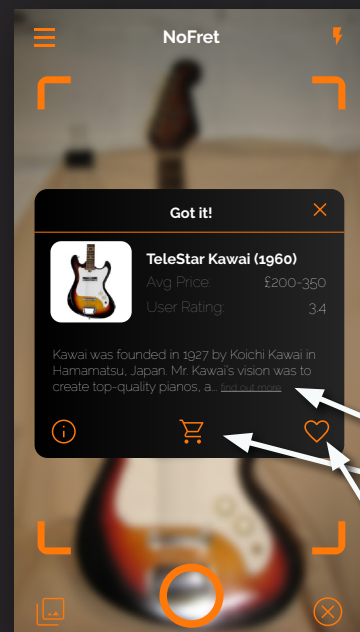 NoFret
Got it!
TeleStar Kawai (1960)
Avg Price £200-350
User Rating: 3.4
Kawai was founded in 1927 by Koichi Kawai in
Hamamatsu, Japan. Mr. Kawai's vision was to
create top-quality pianos, a... find out more